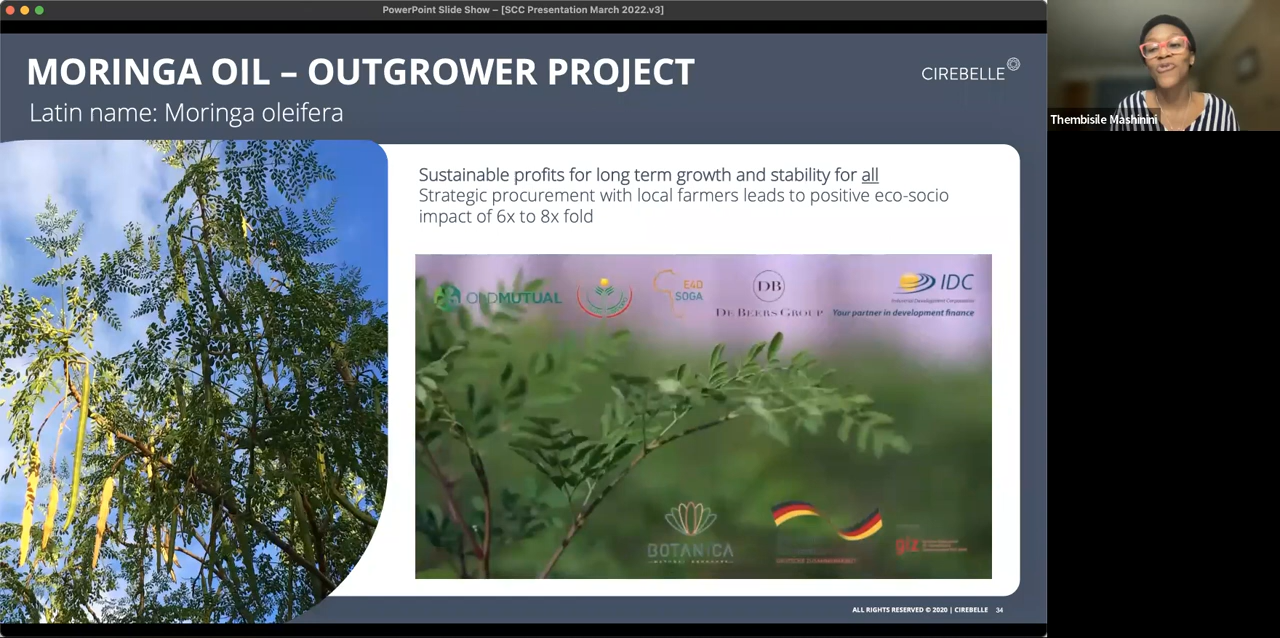 PowerPoint Slide Show – [SCC Presentation March 2022.v3]
MORINGA OIL – OUTGROWER PROJECT
Latin name: Moringa oleifera
CIREBELLE
Thembisile Mashinini
Sustainable profits for long term growth and stability for all
Strategic procurement with local farmers leads to positive eco-socio
impact of 6x to 8x fold
OLDMUTUAL
E4D
SOGA
DB
DE BEERS GROUP
IDC
Industrial Development Corporation
Your partner in development finance
BOTANICA
giz
ALL RIGHTS RESERVED © 2020 | CIREBELLE 34